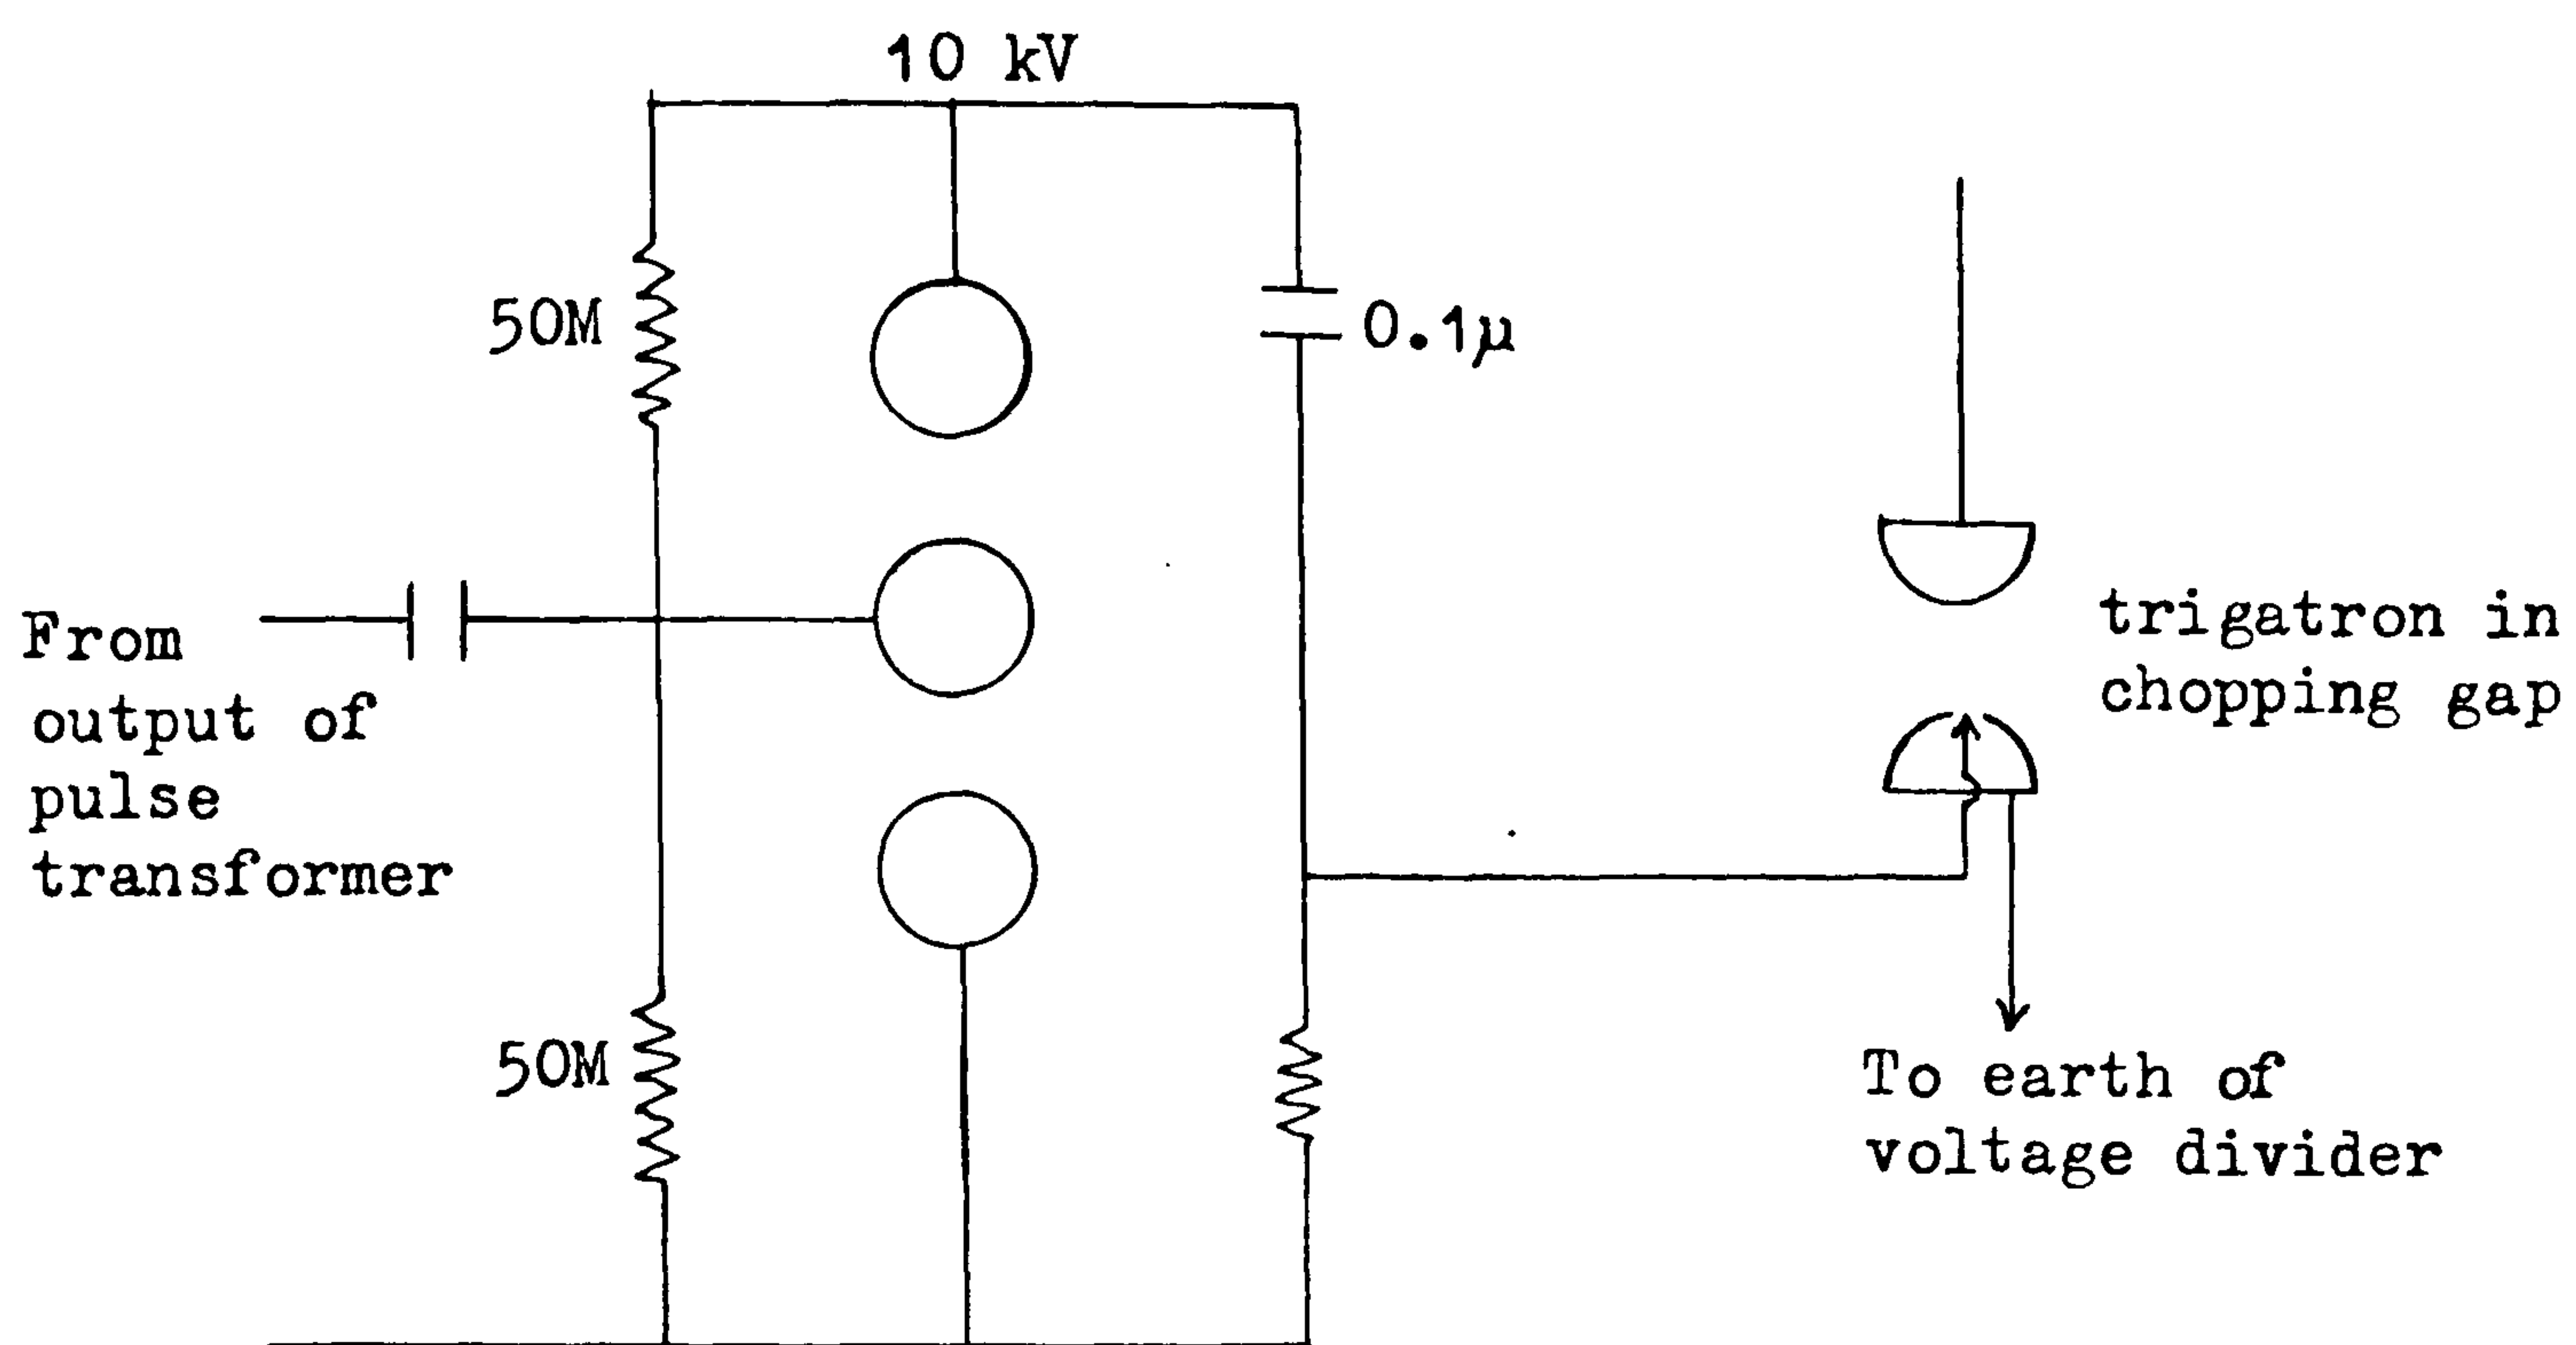 10 kV
50M
0.1μ
From
output of
pulse
transformer
trigatron in
chopping gap
50M
To earth of
voltage divider